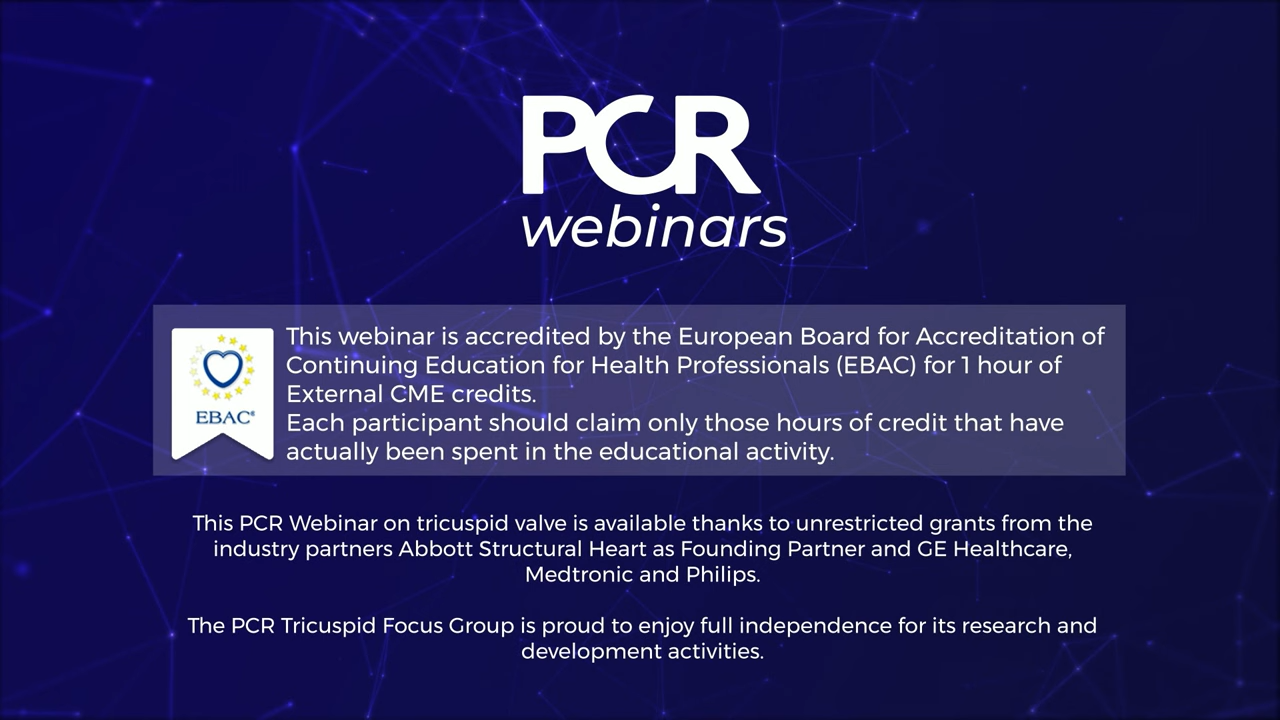 PCR
webinars
This webinar is accredited by the European Board for Accreditation of
Continuing Education for Health Professionals (EBAC) for 1 hour of
External CME credits.
Each participant should claim only those hours of credit that have
actually been spent in the educational activity.
EBAC®
This PCR Webinar on tricuspid valve is available thanks to unrestricted grants from the
industry partners Abbott Structural Heart as Founding Partner and GE Healthcare,
Medtronic and Philips.
The PCR Tricuspid Focus Group is proud to enjoy full independence for its research and
development activities.